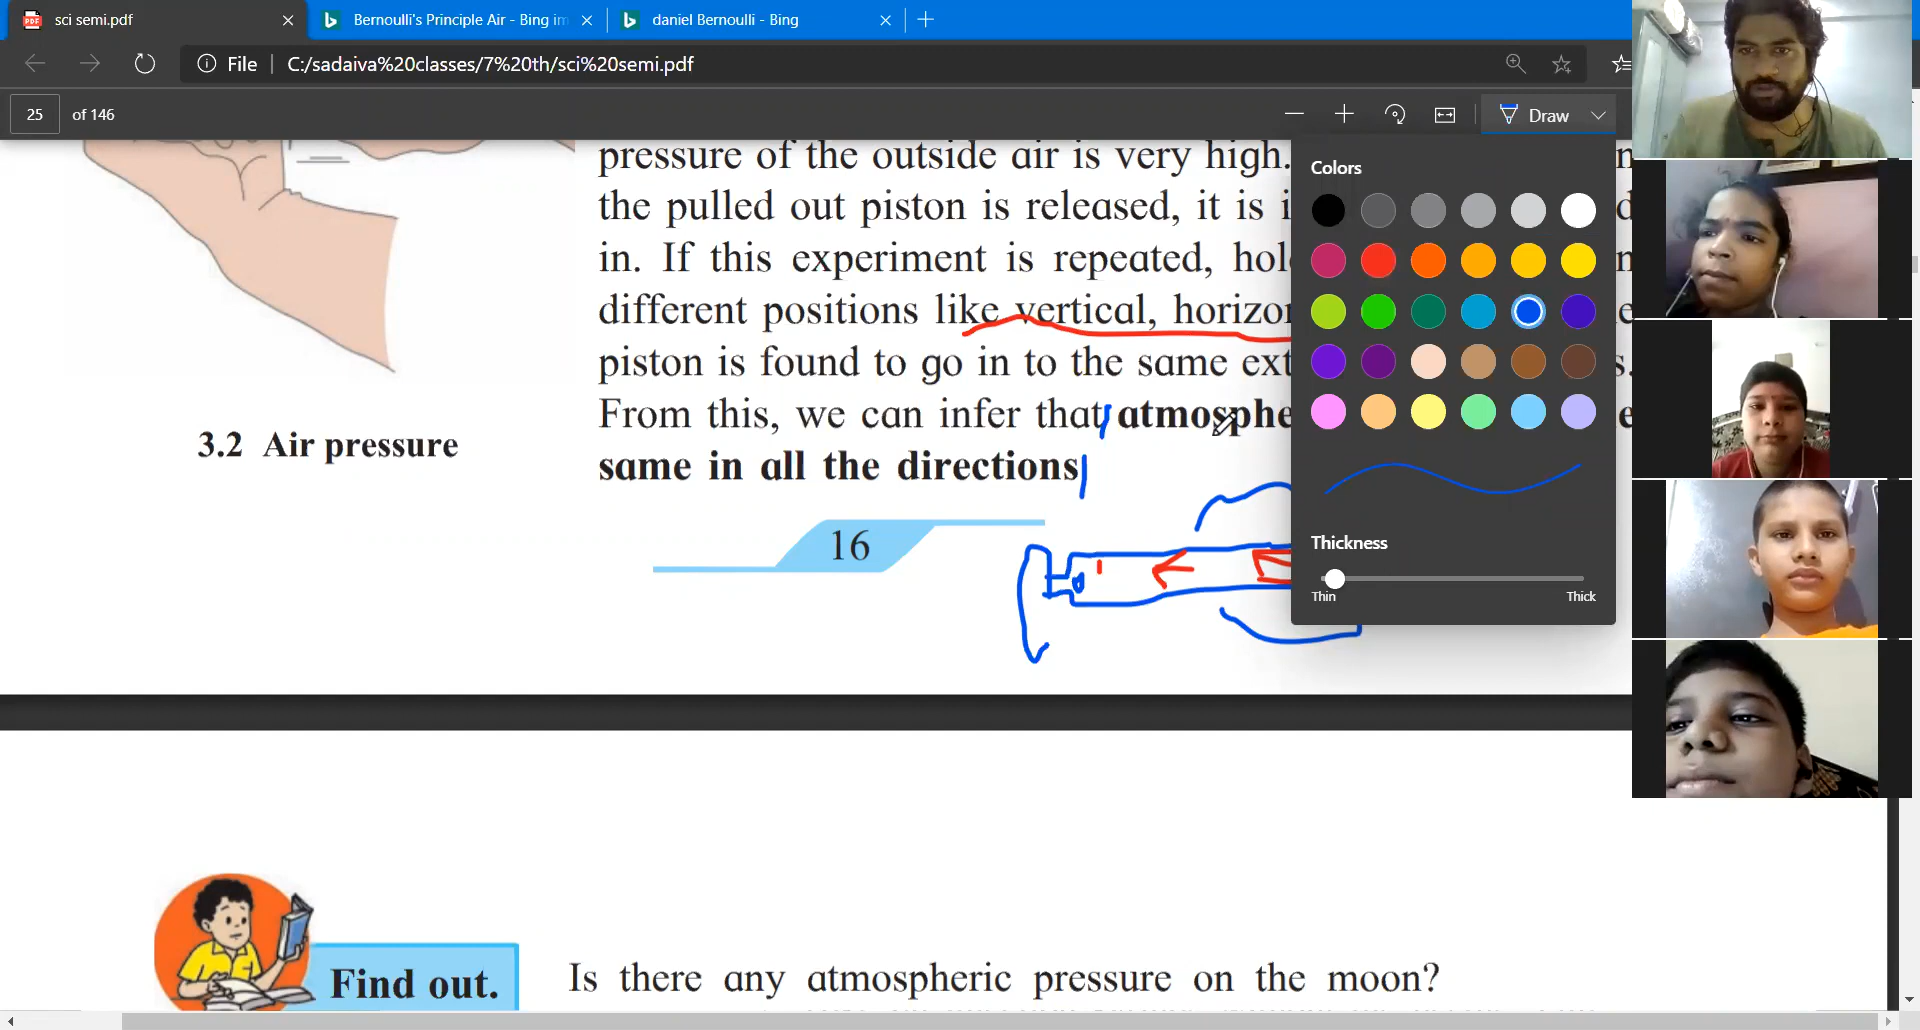 sci semi.pdf
Bernoulli's Principle Air - Bing im
daniel Bernoulli - Bing
File
C:/sadaiva%20classes/7%20th/sci%20semi.pdf
25 of 146
Draw
pressure of the outside air is very high.
the pulled out piston is released, it is
in. If this experiment is repeated,
different positions like vertical,
piston is found to go in to the same
From this, we can infer that
same in all the directions
3.2 Air pressure
16
Colors
Thickness
Thin
Thick
Find out.
Is there any atmospheric pressure on the moon?